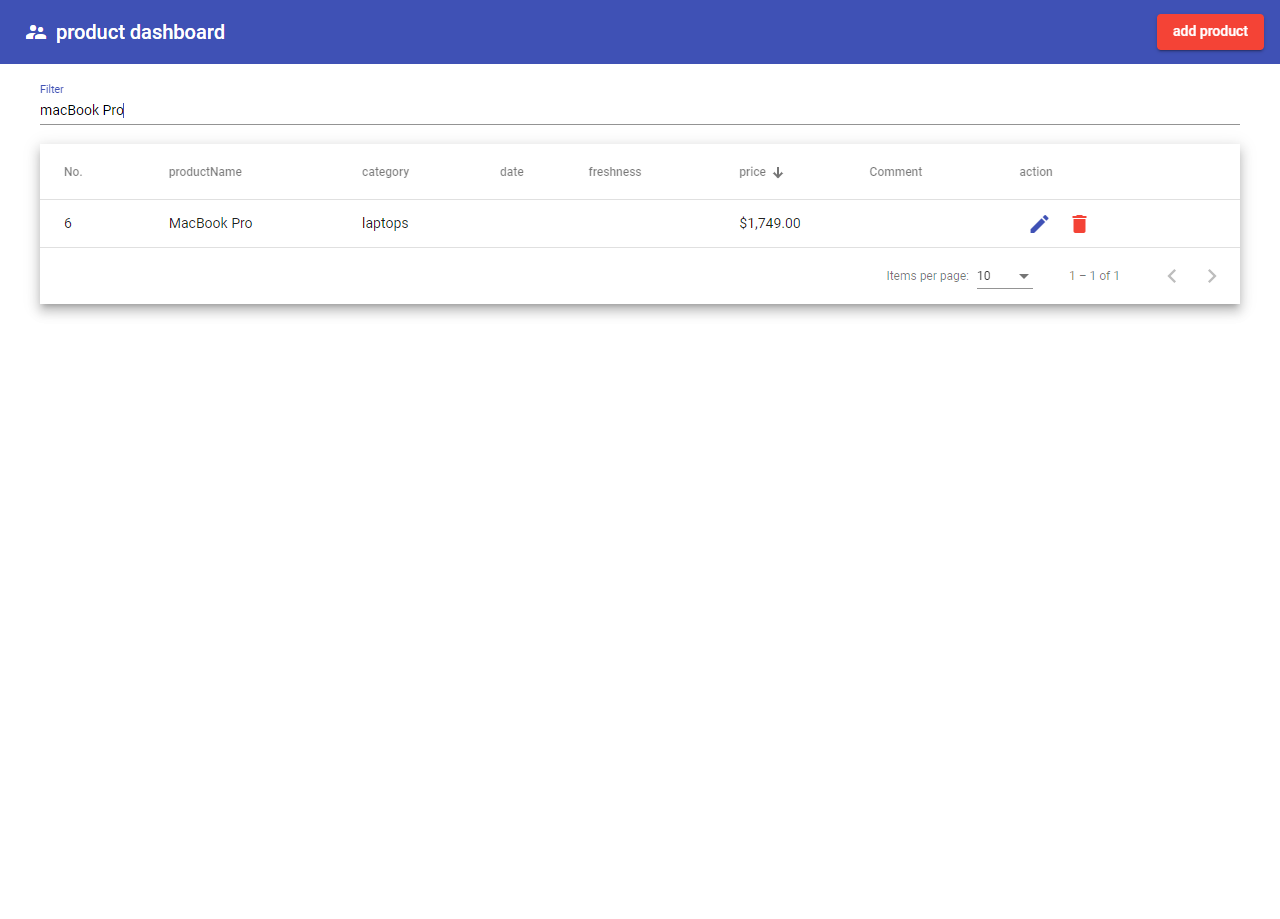 product dashboard
add product
Filter
macBook Pro
No. productName category date freshness price Comment action
6 MacBook Pro laptops $1,749.00
Items per page: 10 1 – 1 of 1